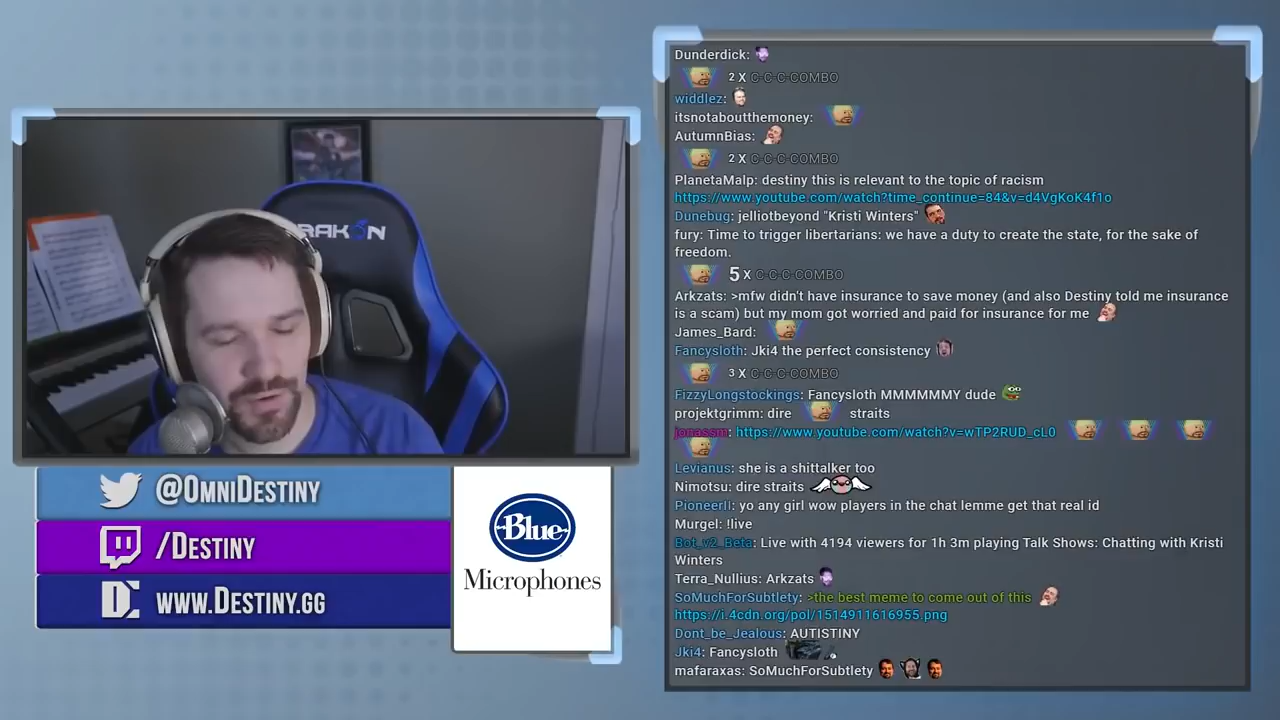 Dunderdick:
2 X C-C-C-COMBO
widdlez:
itsnotaboutthemoney:
AutumnBias:
2 X C-C-C-COMBO
PlanetaMalp: destiny this is relevant to the topic of racism
https://www.youtube.com/watch?time_continue=84&v=d4VgKoK4f1o
Dunebug: jelliotbeyond "Kristi Winters"
fury: Time to trigger libertarians: we have a duty to create the state, for the sake of
freedom.
5 X C-C-C-COMBO
Arkzats: >mfw didn't have insurance to save money (and also Destiny told me insurance
is a scam) but my mom got worried and paid for insurance for me
James_Bard:
Fancysloth: Jki4 the perfect consistency
3 X C-C-C-COMBO
FizzyLongstockings: Fancysloth MMMMMMY dude
projektgrimm: dire straits
jonassm: https://www.youtube.com/watch?v=wTP2RUD_cL0
Levianus: she is a shittalker too
Nimotsu: dire straits
PioneerII: yo any girl wow players in the chat lemme get that real id
Murgel: !live
Bot_v2_Beta: Live with 4194 viewers for 1h 3m playing Talk Shows: Chatting with Kristi
Winters
Terra_Nullius: Arkzats
SoMuchForSubtlety: >the best meme to come out of this
https://i.4cdn.org/pol/1514911616955.png
Dont_be_Jealous: AUTISTINY
Jki4: Fancysloth
mafaraxas: SoMuchForSubtlety
RAKON
@OmniDestiny
/Destiny
www.Destiny.gg
Blue
Microphones